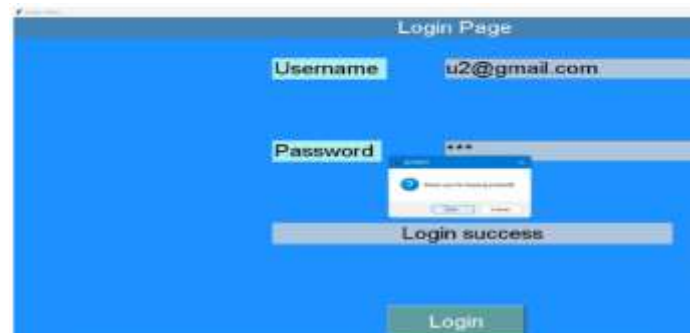 Login Page
Username
u2@gmail.com
Password
***
Login success
Login